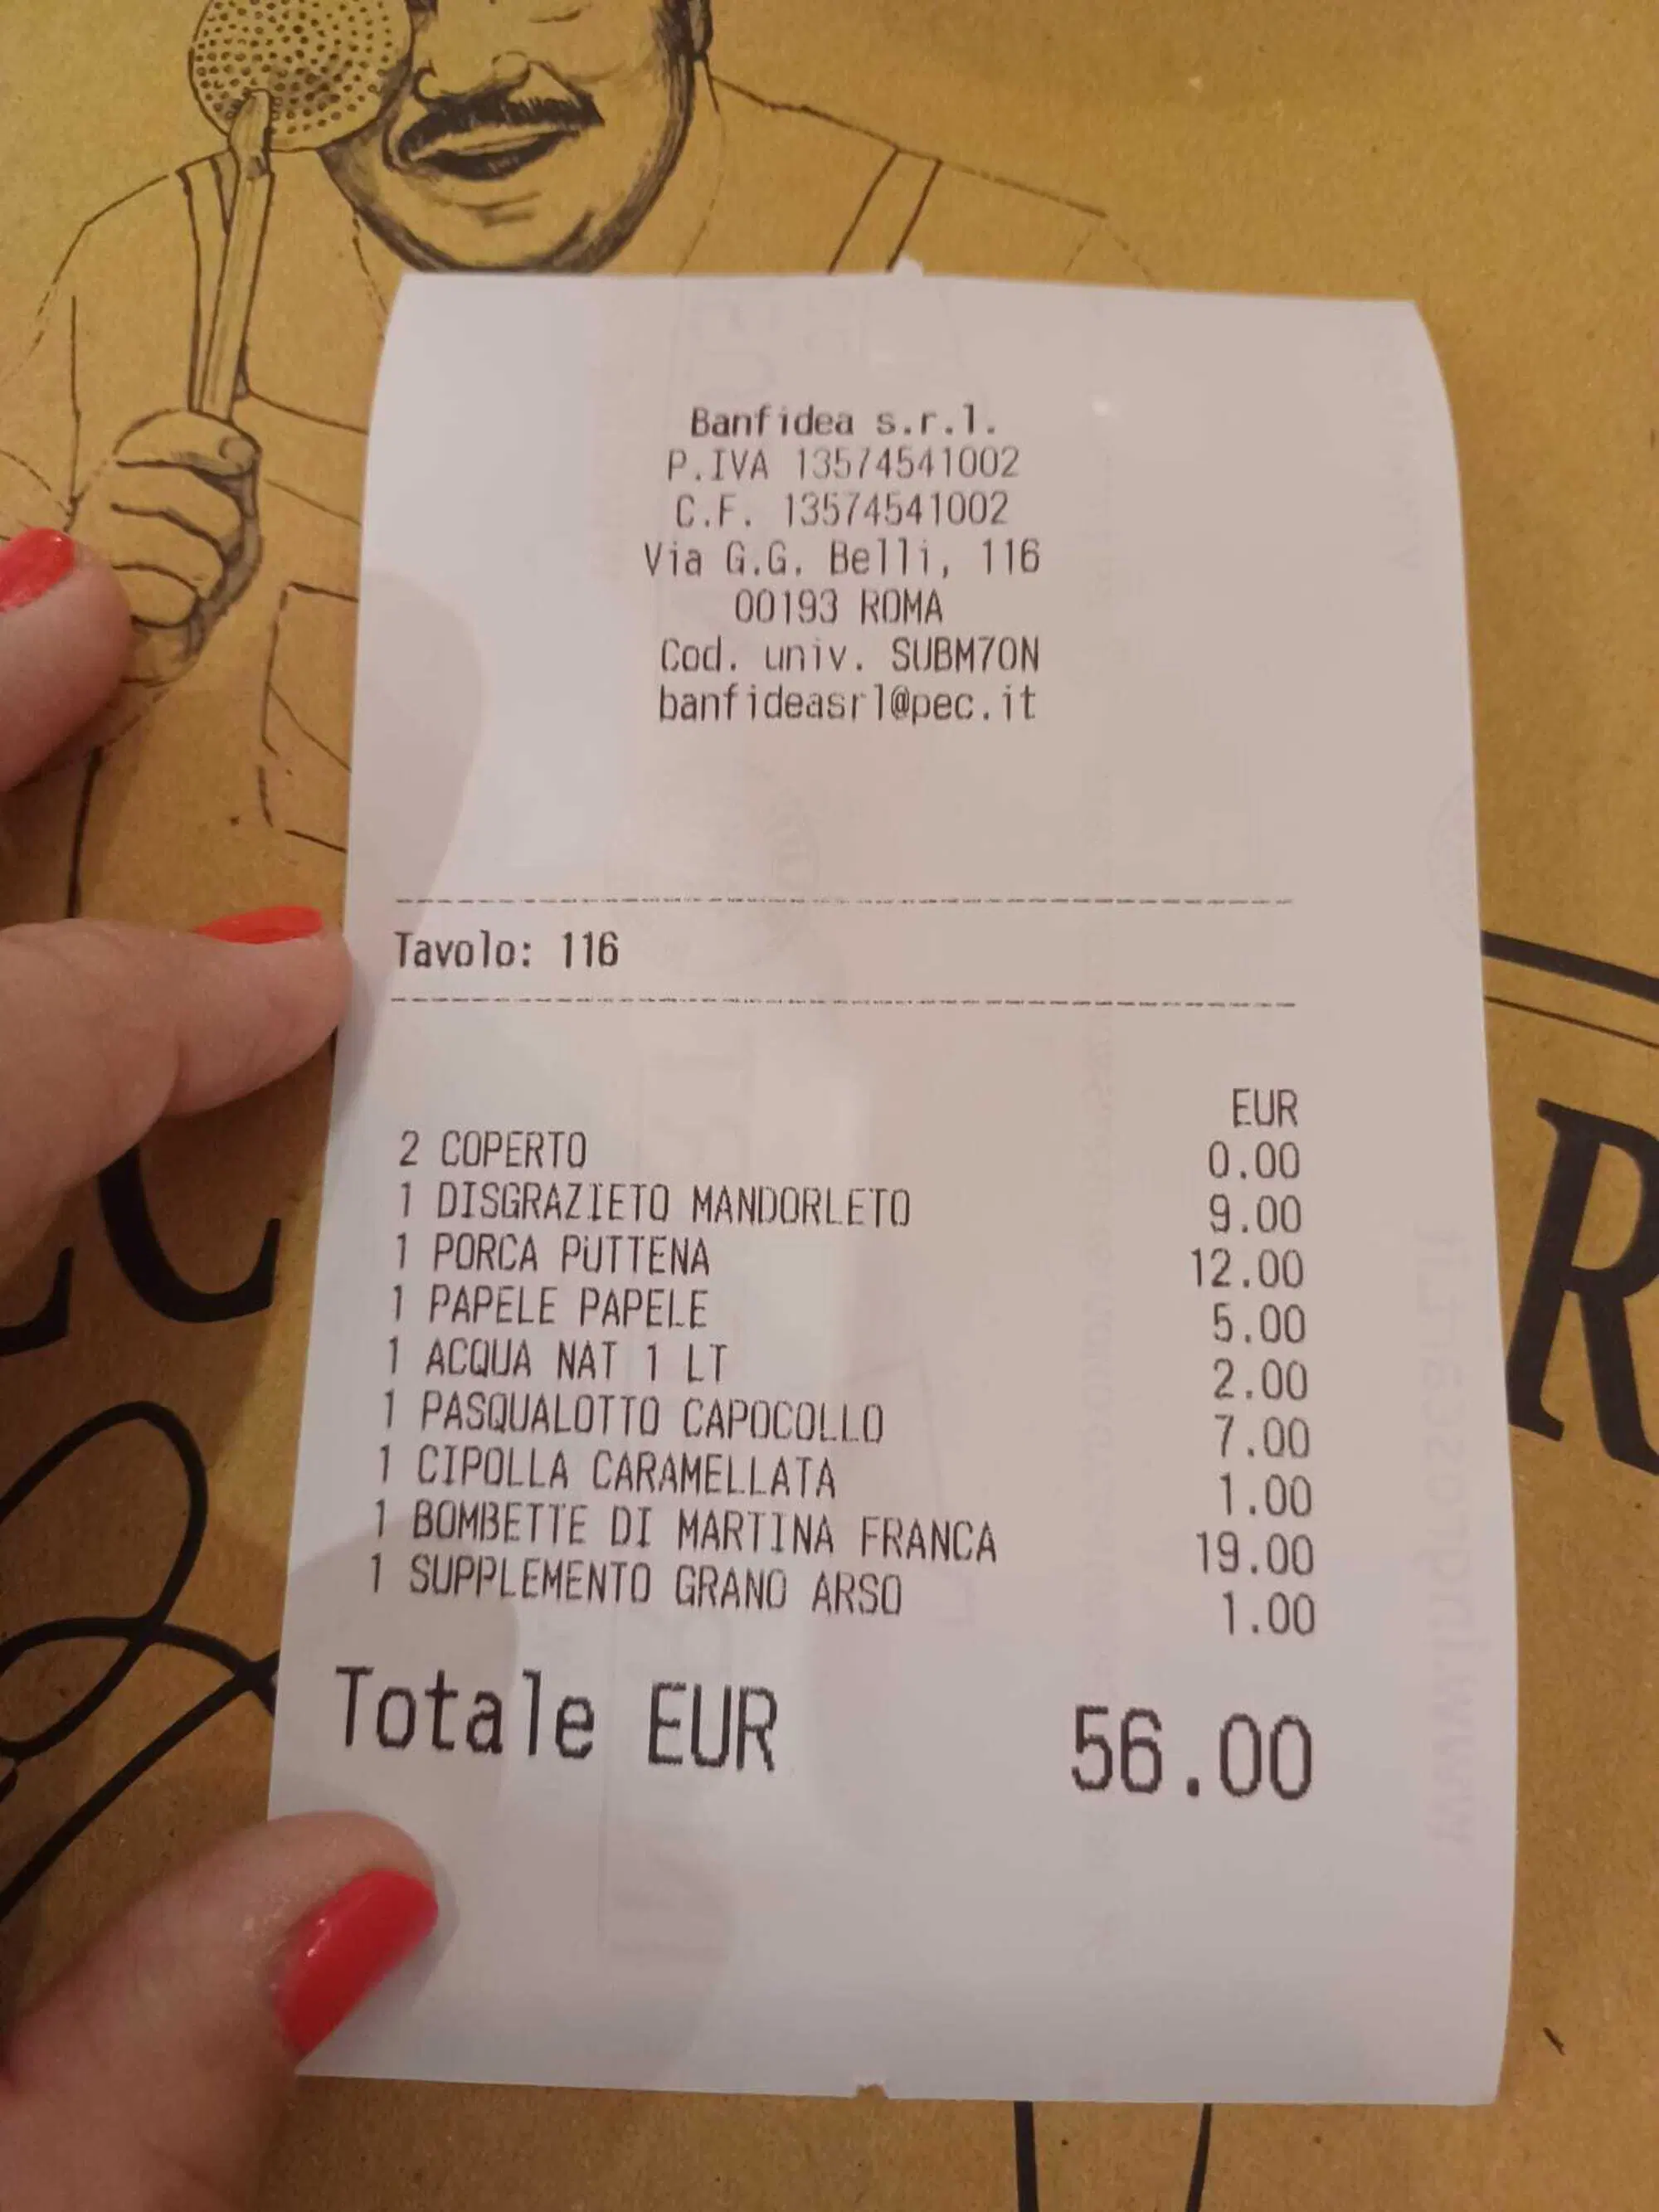 Banfidea s.r.l.
P.IVA 13574541002
C.F. 13574541002
Via G.G. Belli, 116
00193 ROMA
Cod. univ. SUBM70N
banfideasrl@pec.it
Tavolo: 116
EUR
2 COPERTO 0.00
1 DISGRAZIETO MANDORLETO 9.00
1 PORCA PUTTENA 12.00
1 PAPELE PAPELE 5.00
1 ACQUA NAT 1 LT 2.00
1 PASQUALOTTO CAPOCOLLO 7.00
1 CIPOLLA CARAMELLATA 1.00
1 BOMBETTE DI MARTINA FRANCA 19.00
1 SUPPLEMENTO GRANO ARSO 1.00
Totale EUR 56.00